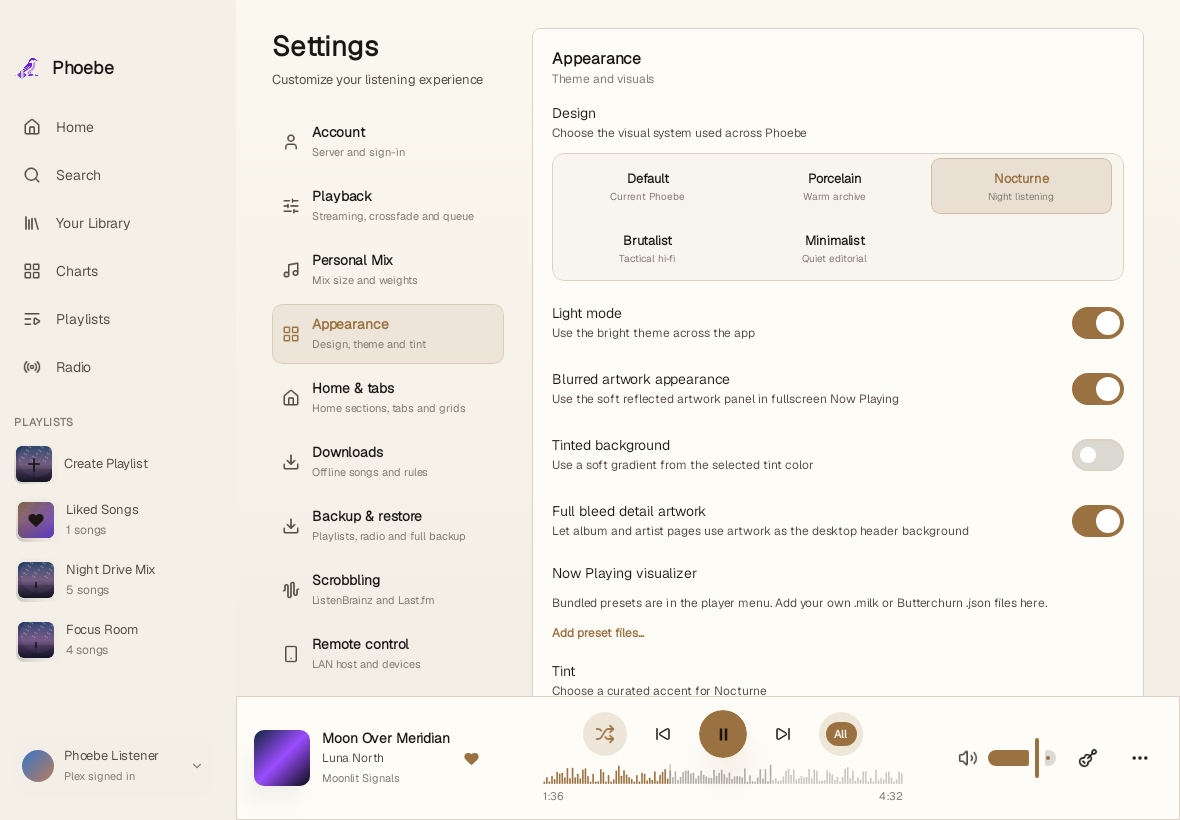 Phoebe
Home
Search
Your Library
Charts
Playlists
Radio
PLAYLISTS
Create Playlist
Liked Songs
1 songs
Night Drive Mix
5 songs
Focus Room
4 songs
Phoebe Listener
Plex signed in
Settings
Customize your listening experience
Account
Server and sign-in
Playback
Streaming, crossfade and queue
Personal Mix
Mix size and weights
Appearance
Design, theme and tint
Home & tabs
Home sections, tabs and grids
Downloads
Offline songs and rules
Backup & restore
Playlists, radio and full backup
Scrobbling
ListenBrainz and Last.fm
Remote control
LAN host and devices
Appearance
Theme and visuals
Design
Choose the visual system used across Phoebe
Default
Current Phoebe
Porcelain
Warm archive
Nocturne
Night listening
Brutalist
Tactical hi-fi
Minimalist
Quiet editorial
Light mode
Use the bright theme across the app
Blurred artwork appearance
Use the soft reflected artwork panel in fullscreen Now Playing
Tinted background
Use a soft gradient from the selected tint color
Full bleed detail artwork
Let album and artist pages use artwork as the desktop header background
Now Playing visualizer
Bundled presets are in the player menu. Add your own .milk or Butterchurn .json files here.
Add preset files...
Tint
Choose a curated accent for Nocturne
Moon Over Meridian
Luna North
Moonlit Signals
All
1:36
4:32